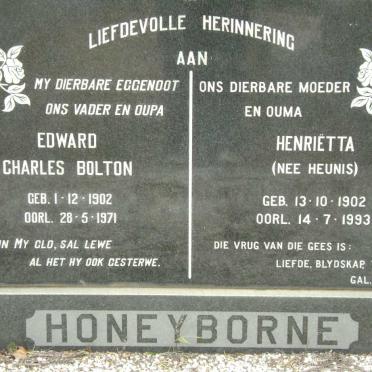 LIEFDEVOLLE HERINNERING
AAN
MY DIERBARE EGGENOOT
ONS VADER EN OUPA
EDWARD
CHARLES BOLTON
GEB. 1-12-1902
OORL. 28-5-1971
IN MY GLO, SAL LEWE
AL HET HY OOK GESTERWE.
ONS DIERBARE MOEDER
EN OUMA
HENRIËTTA
(NEE HEUNIS)
GEB. 13-10-1902
OORL. 14-7-1993
DIE VRUG VAN DIE GEES IS:
LIEFDE, BLYDSKAP,
GAL.
HONEYBORNE